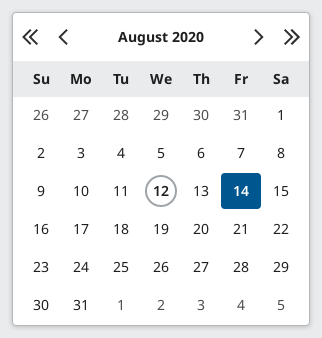 August 2020
Su Mo Tu We Th Fr Sa
26 27 28 29 30 31 1
2 3 4 5 6 7 8
9 10 11 12 13 14 15
16 17 18 19 20 21 22
23 24 25 26 27 28 29
30 31 1 2 3 4 5